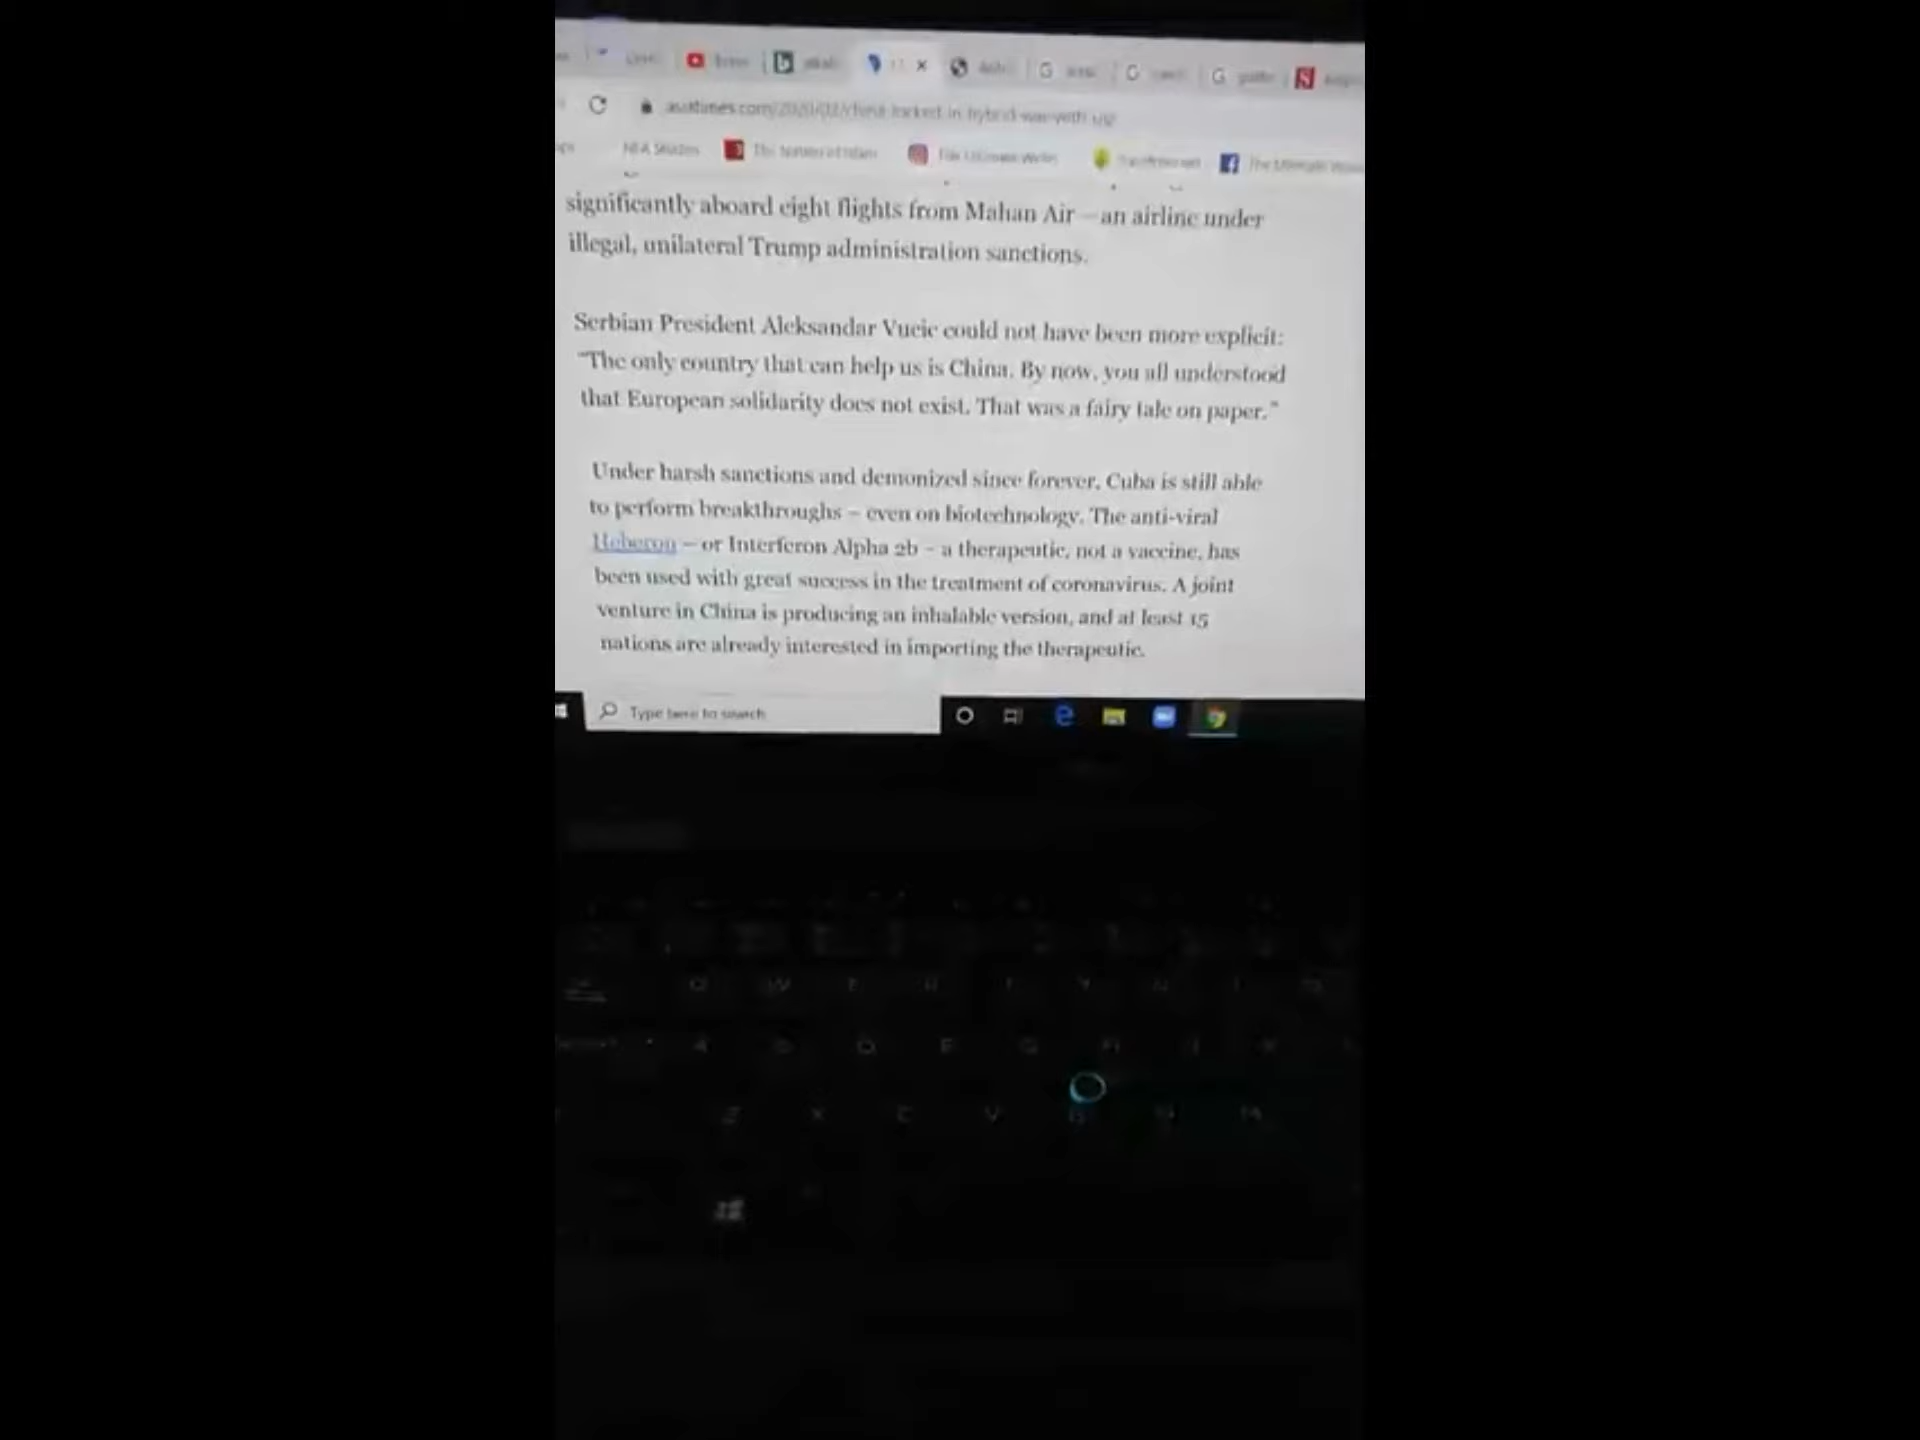 significantly aboard eight flights from Mahan Air – an airline under
illegal, unilateral Trump administration sanctions.
Serbian President Aleksandar Vucic could not have been more explicit:
"The only country that can help us is China. By now, you all understood
that European solidarity does not exist. That was a fairy tale on paper."
Under harsh sanctions and demonized since forever, Cuba is still able
to perform breakthroughs – even on biotechnology. The anti-viral
Heberon – or Interferon Alpha 2b – a therapeutic, not a vaccine, has
been used with great success in the treatment of coronavirus. A joint
venture in China is producing an inhalable version, and at least 15
nations are already interested in importing the therapeutic.
Type here to search
Z X C V